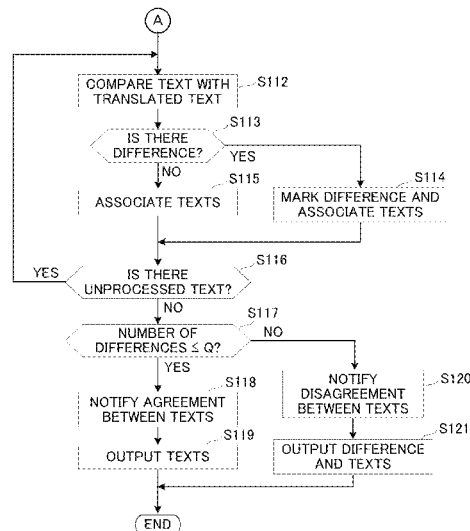 A
S112
COMPARE TEXT WITH
TRANSLATED TEXT
S113
IS THERE
DIFFERENCE?
YES
NO
S115
S114
ASSOCIATE TEXTS
MARK DIFFERENCE AND
ASSOCIATE TEXTS
S116
YES
IS THERE
UNPROCESSED TEXT?
NO
S117
NUMBER OF
DIFFERENCES ≤ Q?
NO
YES
S118
S120
NOTIFY AGREEMENT
BETWEEN TEXTS
NOTIFY
DISAGREEMENT
BETWEEN TEXTS
S119
S121
OUTPUT TEXTS
OUTPUT DIFFERENCE
AND TEXTS
END